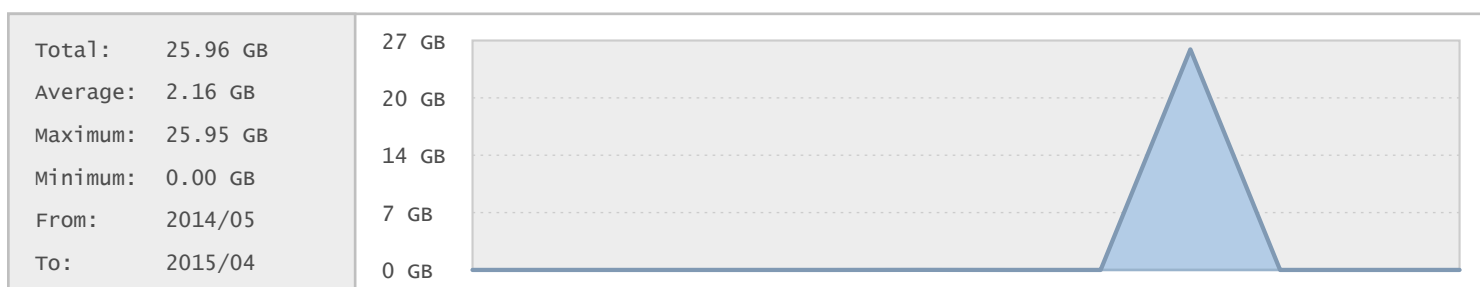 Total: 25.96 GB
Average: 2.16 GB
Maximum: 25.95 GB
Minimum: 0.00 GB
From: 2014/05
To: 2015/04
27 GB
20 GB
14 GB
7 GB
0 GB